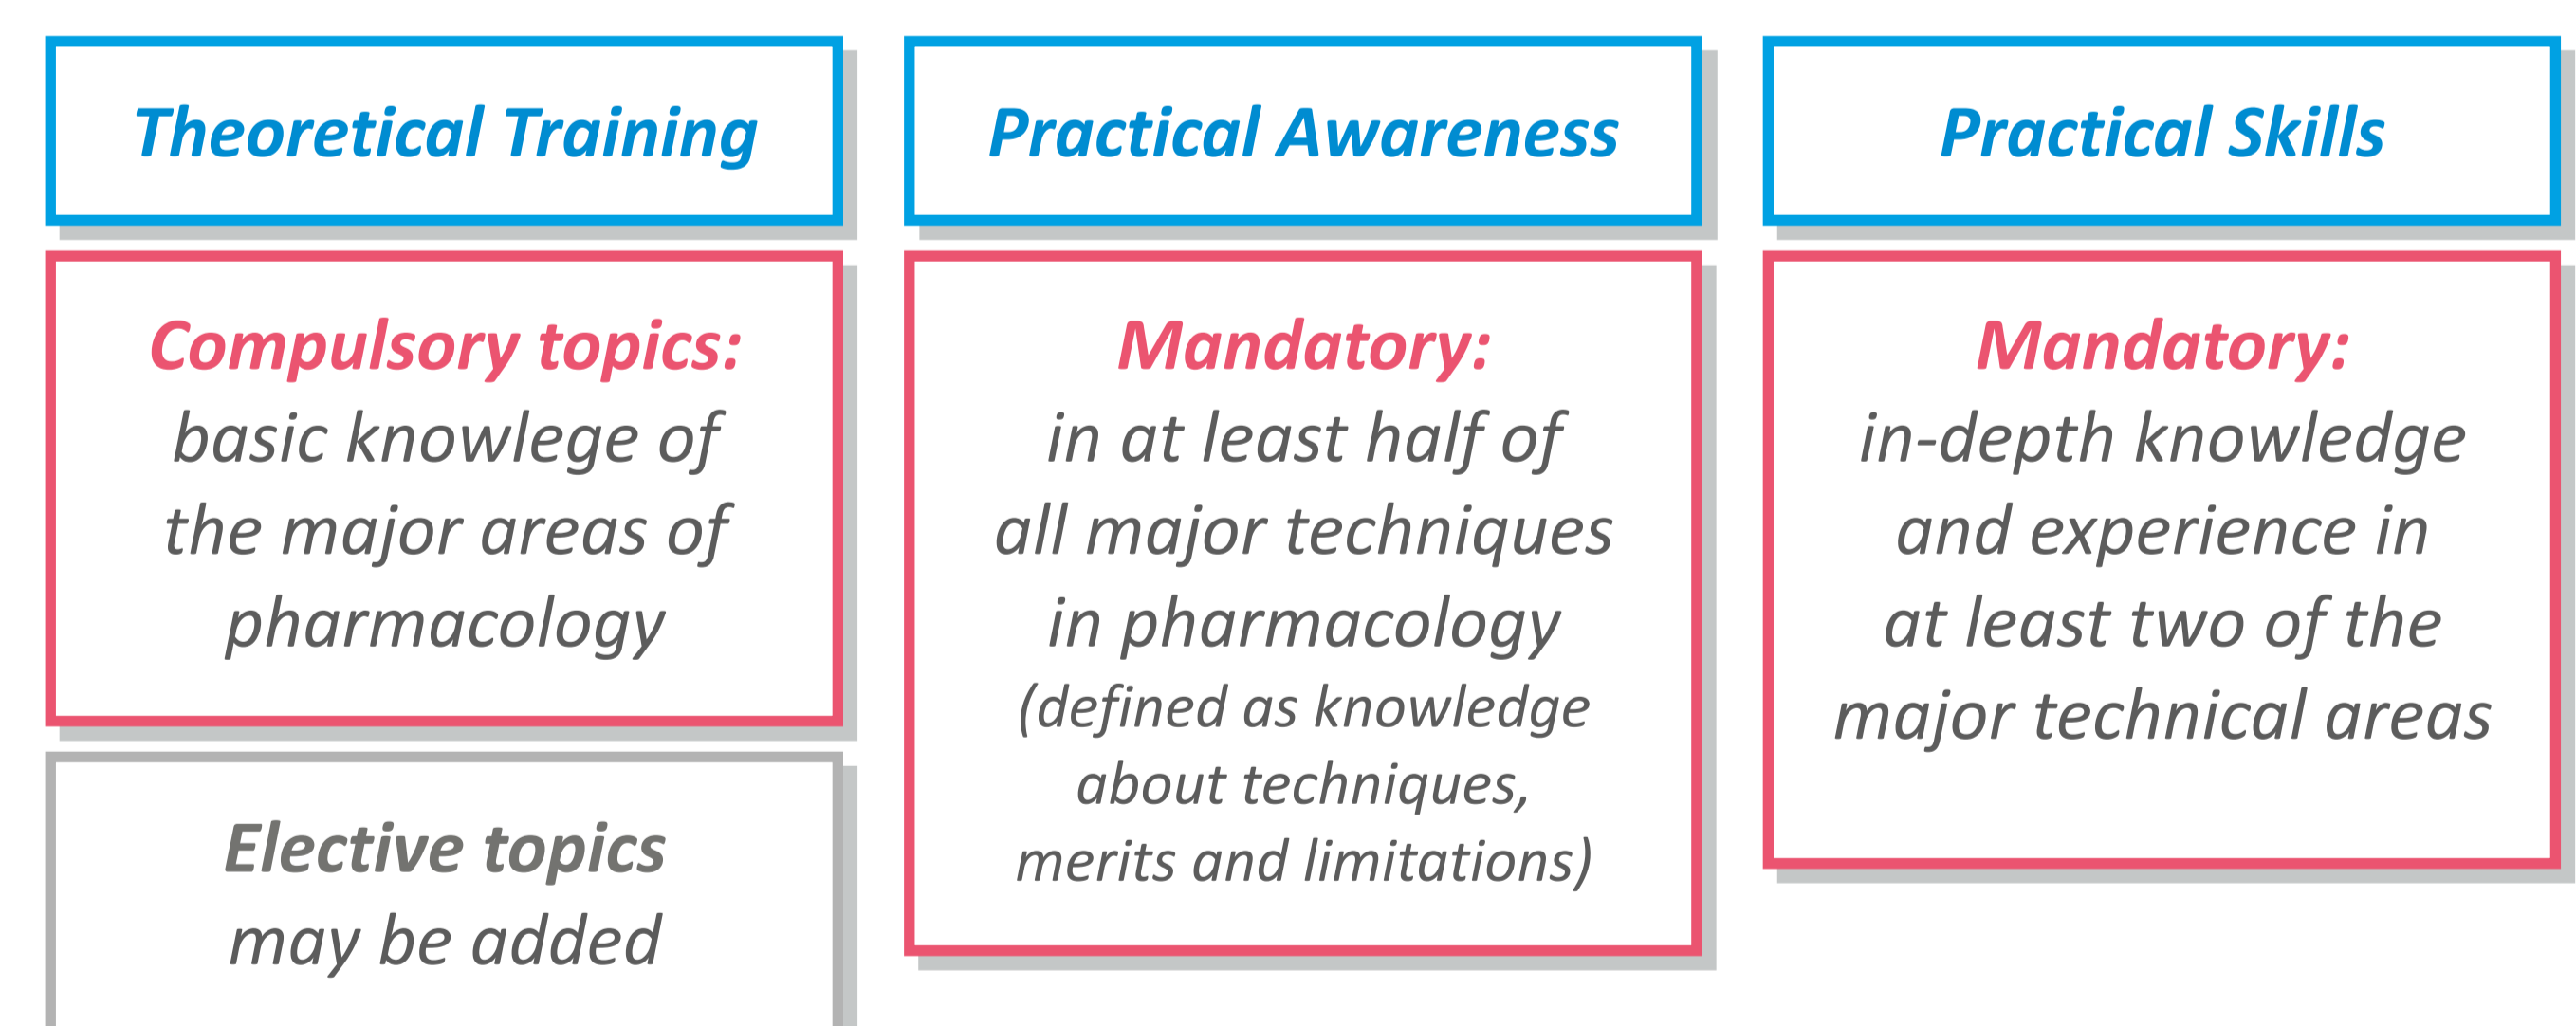 Theoretical Training
Compulsory topics:
basic knowlege of
the major areas of
pharmacology
Elective topics
may be added
Practical Awareness
Mandatory:
in at least half of
all major techniques
in pharmacology
(defined as knowledge
about techniques,
merits and limitations)
Practical Skills
Mandatory:
in-depth knowledge
and experience in
at least two of the
major technical areas